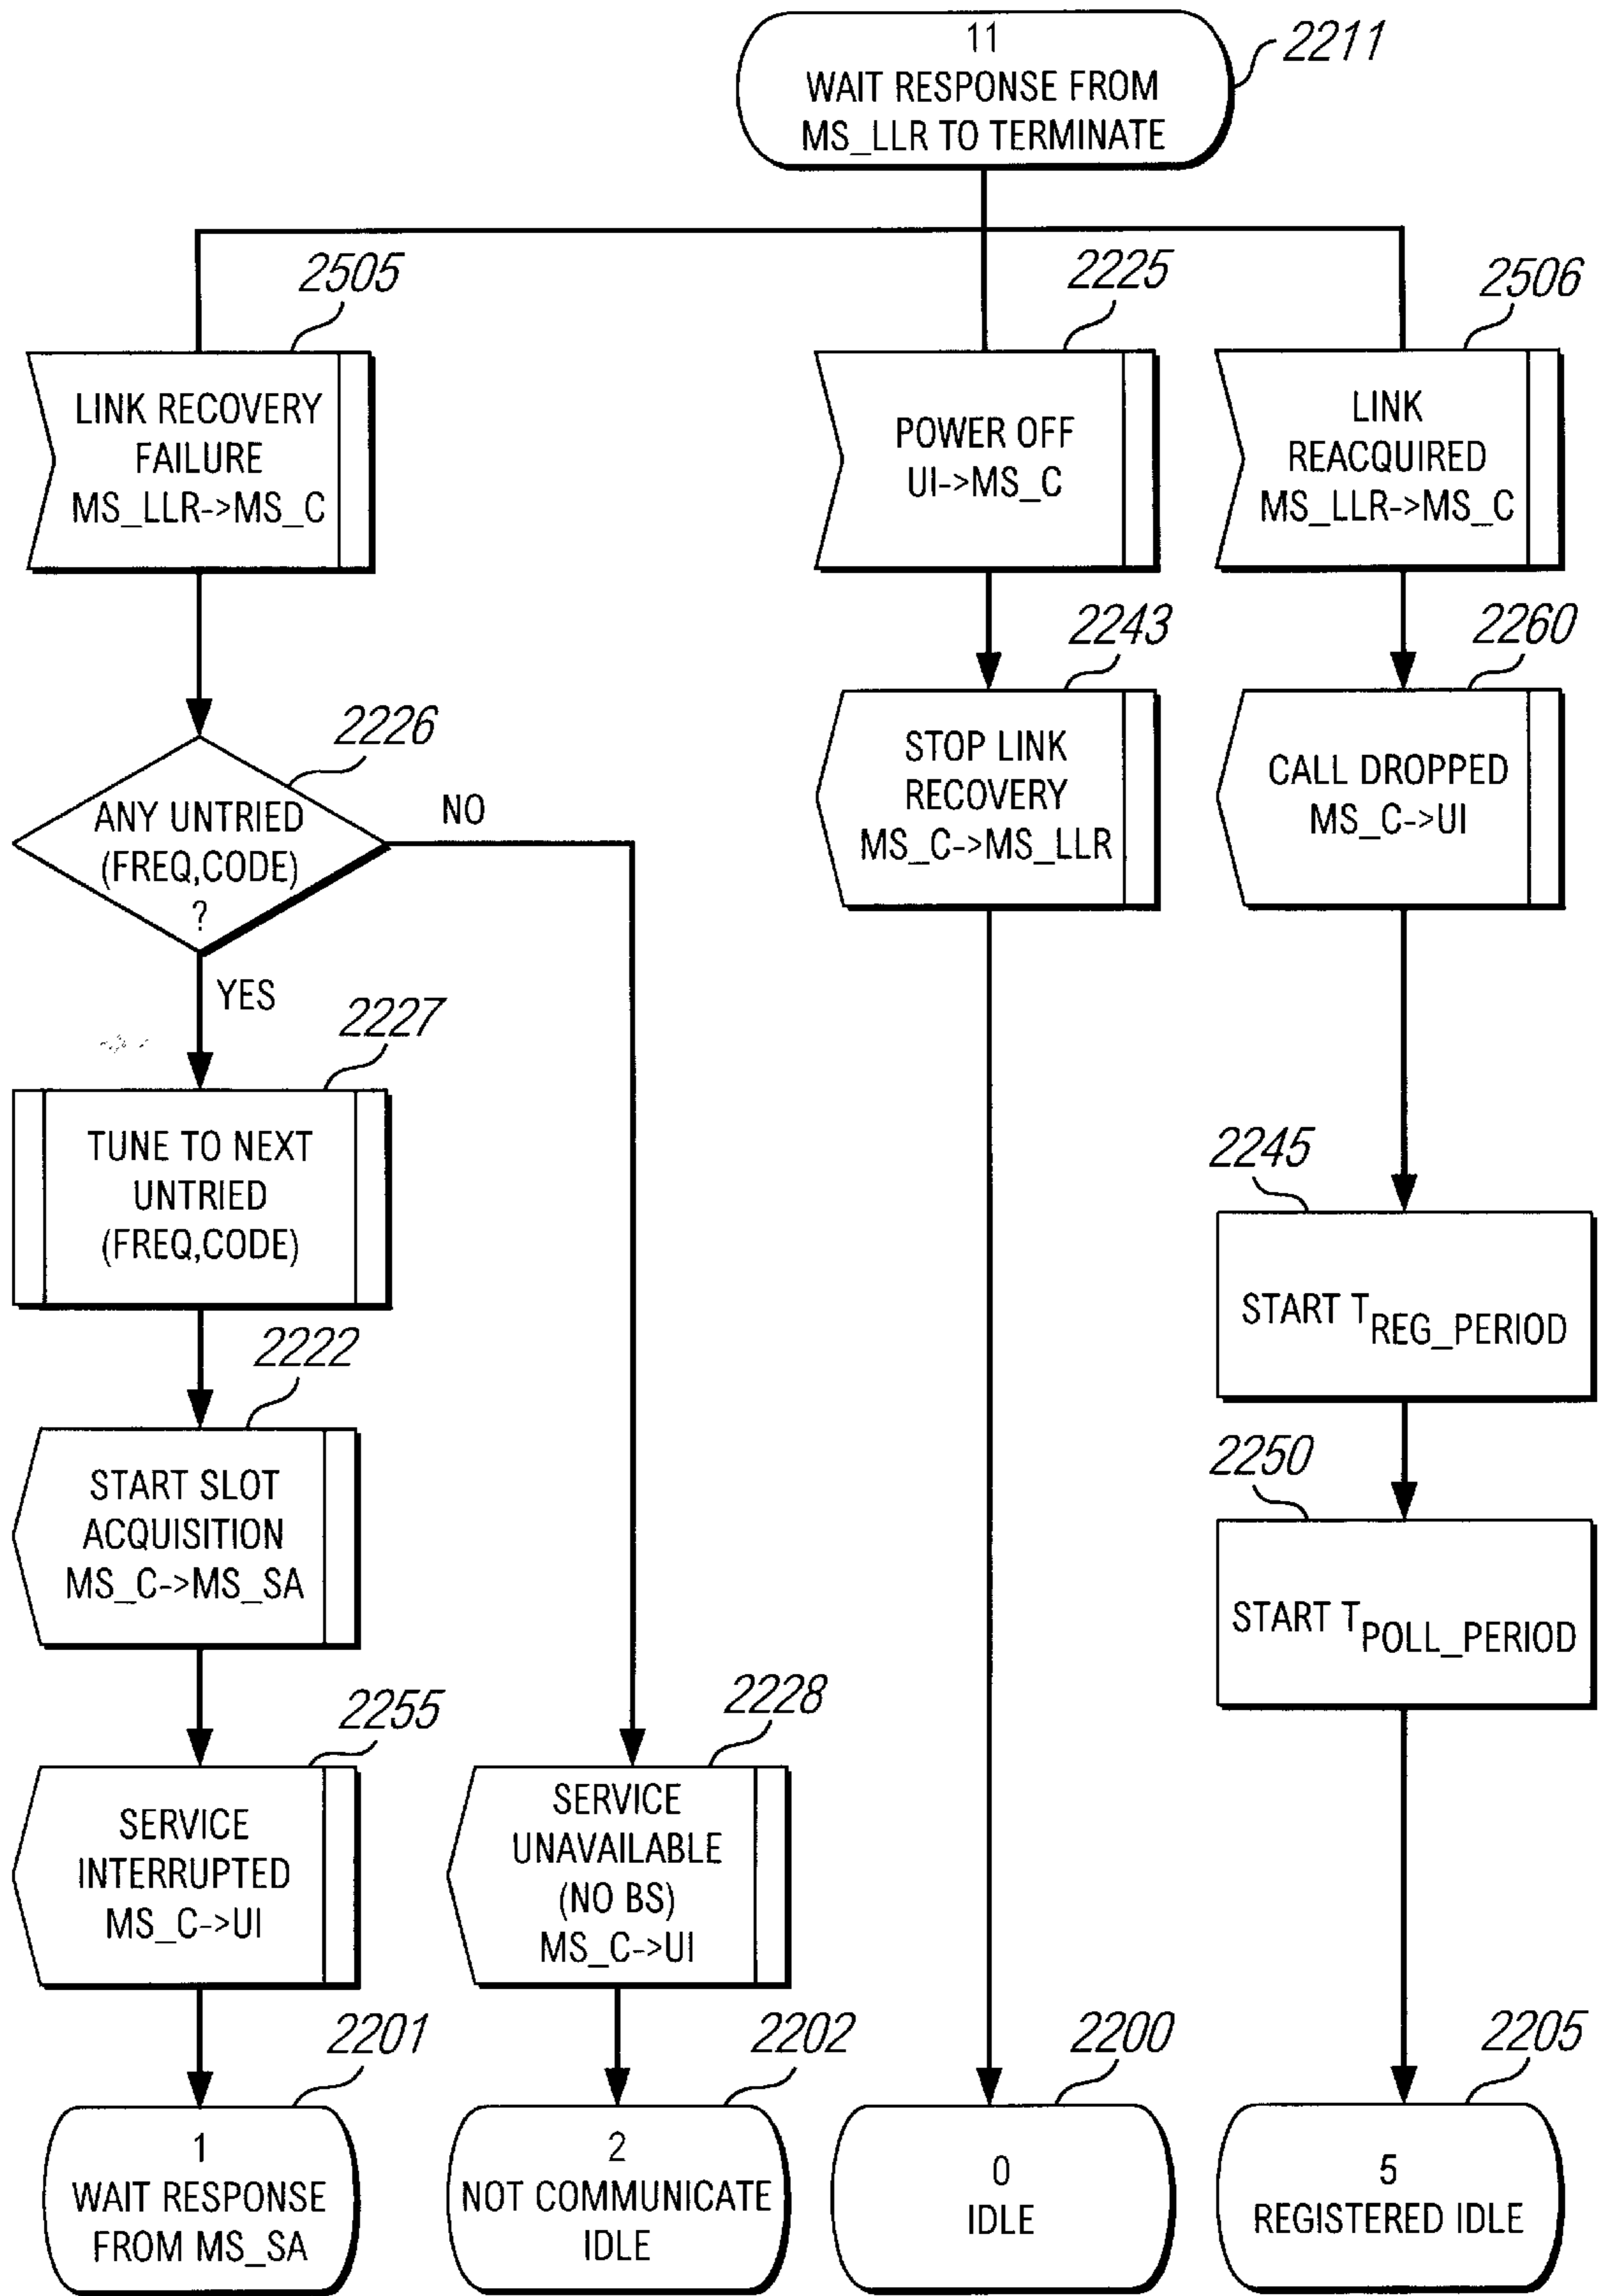 11
WAIT RESPONSE FROM
MS_LLR TO TERMINATE
2211
2505
LINK RECOVERY
FAILURE
MS_LLR->MS_C
2225
POWER OFF
UI->MS_C
2506
LINK
REACQUIRED
MS_LLR->MS_C
2226
ANY UNTRIED
(FREQ,CODE)
?
NO
YES
2243
STOP LINK
RECOVERY
MS_C->MS_LLR
2260
CALL DROPPED
MS_C->UI
2227
TUNE TO NEXT
UNTRIED
(FREQ,CODE)
2245
START TREG_PERIOD
2222
START SLOT
ACQUISITION
MS_C->MS_SA
2250
START TPOLL_PERIOD
2255
SERVICE
INTERRUPTED
MS_C->UI
2228
SERVICE
UNAVAILABLE
(NO BS)
MS_C->UI
2201
1
WAIT RESPONSE
FROM MS_SA
2202
2
NOT COMMUNICATE
IDLE
2200
0
IDLE
2205
5
REGISTERED IDLE